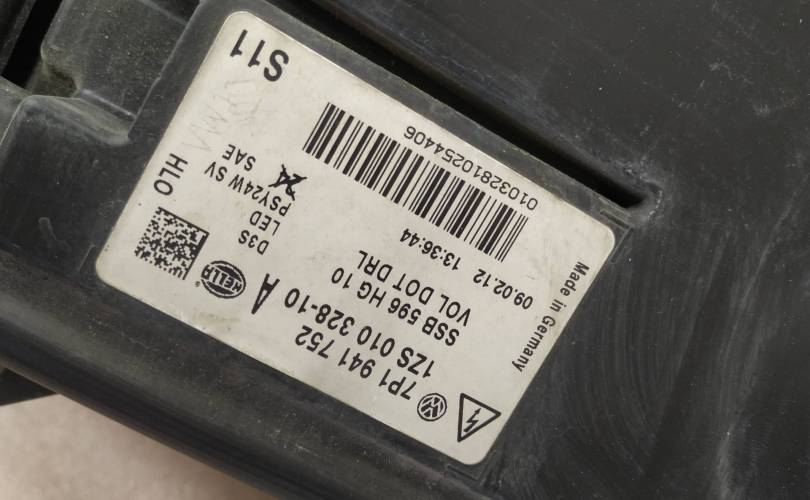 7P1 941 752
1ZS 010 328-10 A
SSB 596 HG 10
VOL DOT DRL
HELLA
D3S
LED
PSY24W SV
SAE
HLO
09.02.12 13:36:44
01032810254406
Made in Germany
S11